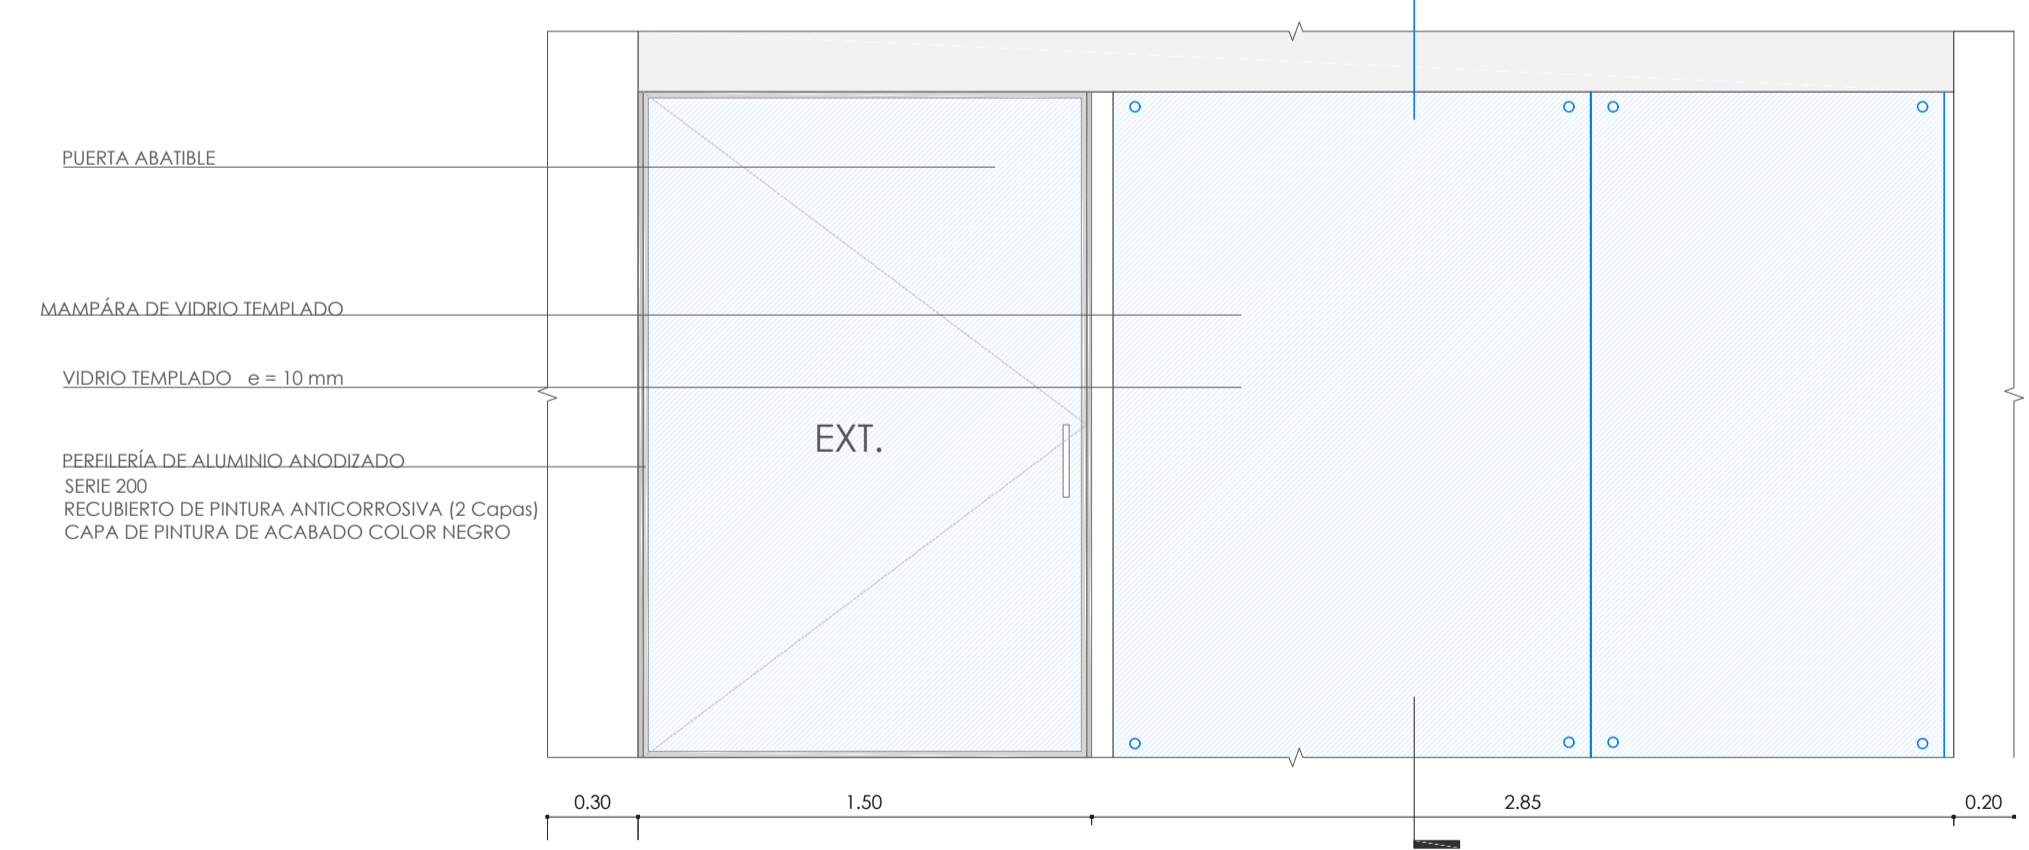 PUERTA ABATIBLE
MAMPÁRA DE VIDRIO TEMPLADO
VIDRIO TEMPLADO e = 10 mm
EXT.
PERFILERÍA DE ALUMINIO ANODIZADO
SERIE 200
RECUBIERTO DE PINTURA ANTICORROSIVA (2 Capas)
CAPA DE PINTURA DE ACABADO COLOR NEGRO
0.30 1.50 2.85 0.20